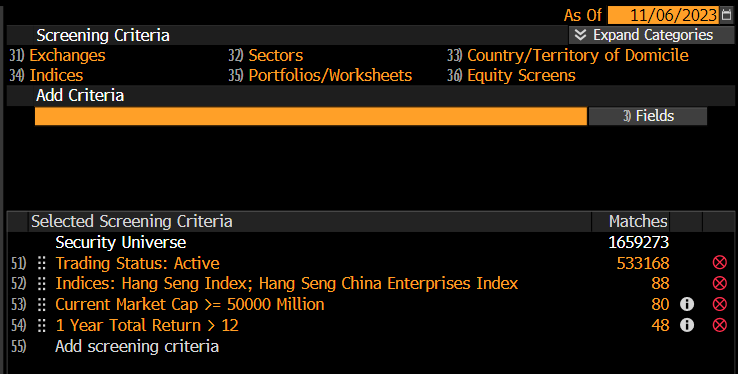 As Of 11/06/2023
Screening Criteria Expand Categories
31) Exchanges 32) Sectors 33) Country/Territory of Domicile
34) Indices 35) Portfolios/Worksheets 36) Equity Screens
Add Criteria
3) Fields
Selected Screening Criteria Matches
Security Universe 1659273
51) Trading Status: Active 533168
52) Indices: Hang Seng Index; Hang Seng China Enterprises Index 88
53) Current Market Cap >= 50000 Million 80
54) 1 Year Total Return > 12 48
55) Add screening criteria